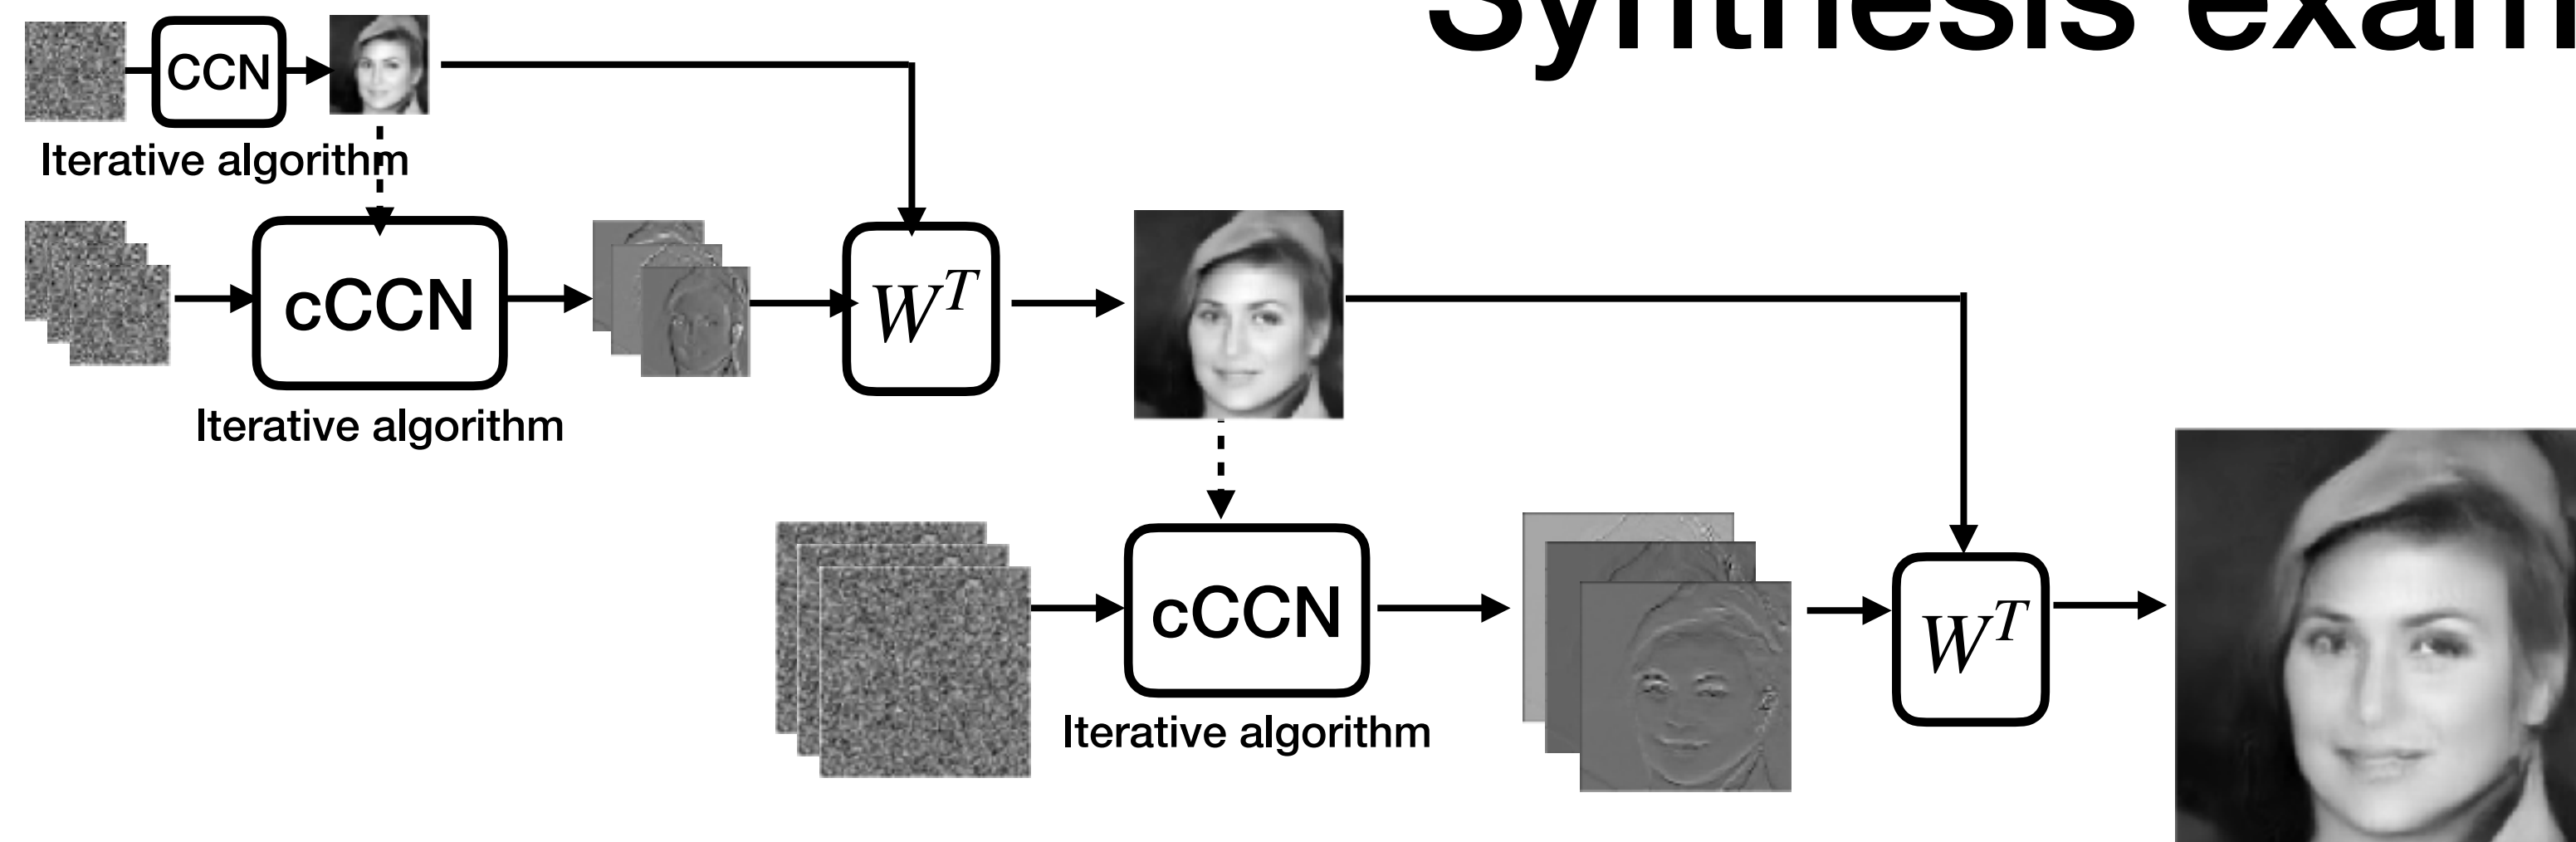 Synthesis exam
CCN
Iterative algorithm
cCCN
W^T
Iterative algorithm
cCCN
W^T
Iterative algorithm